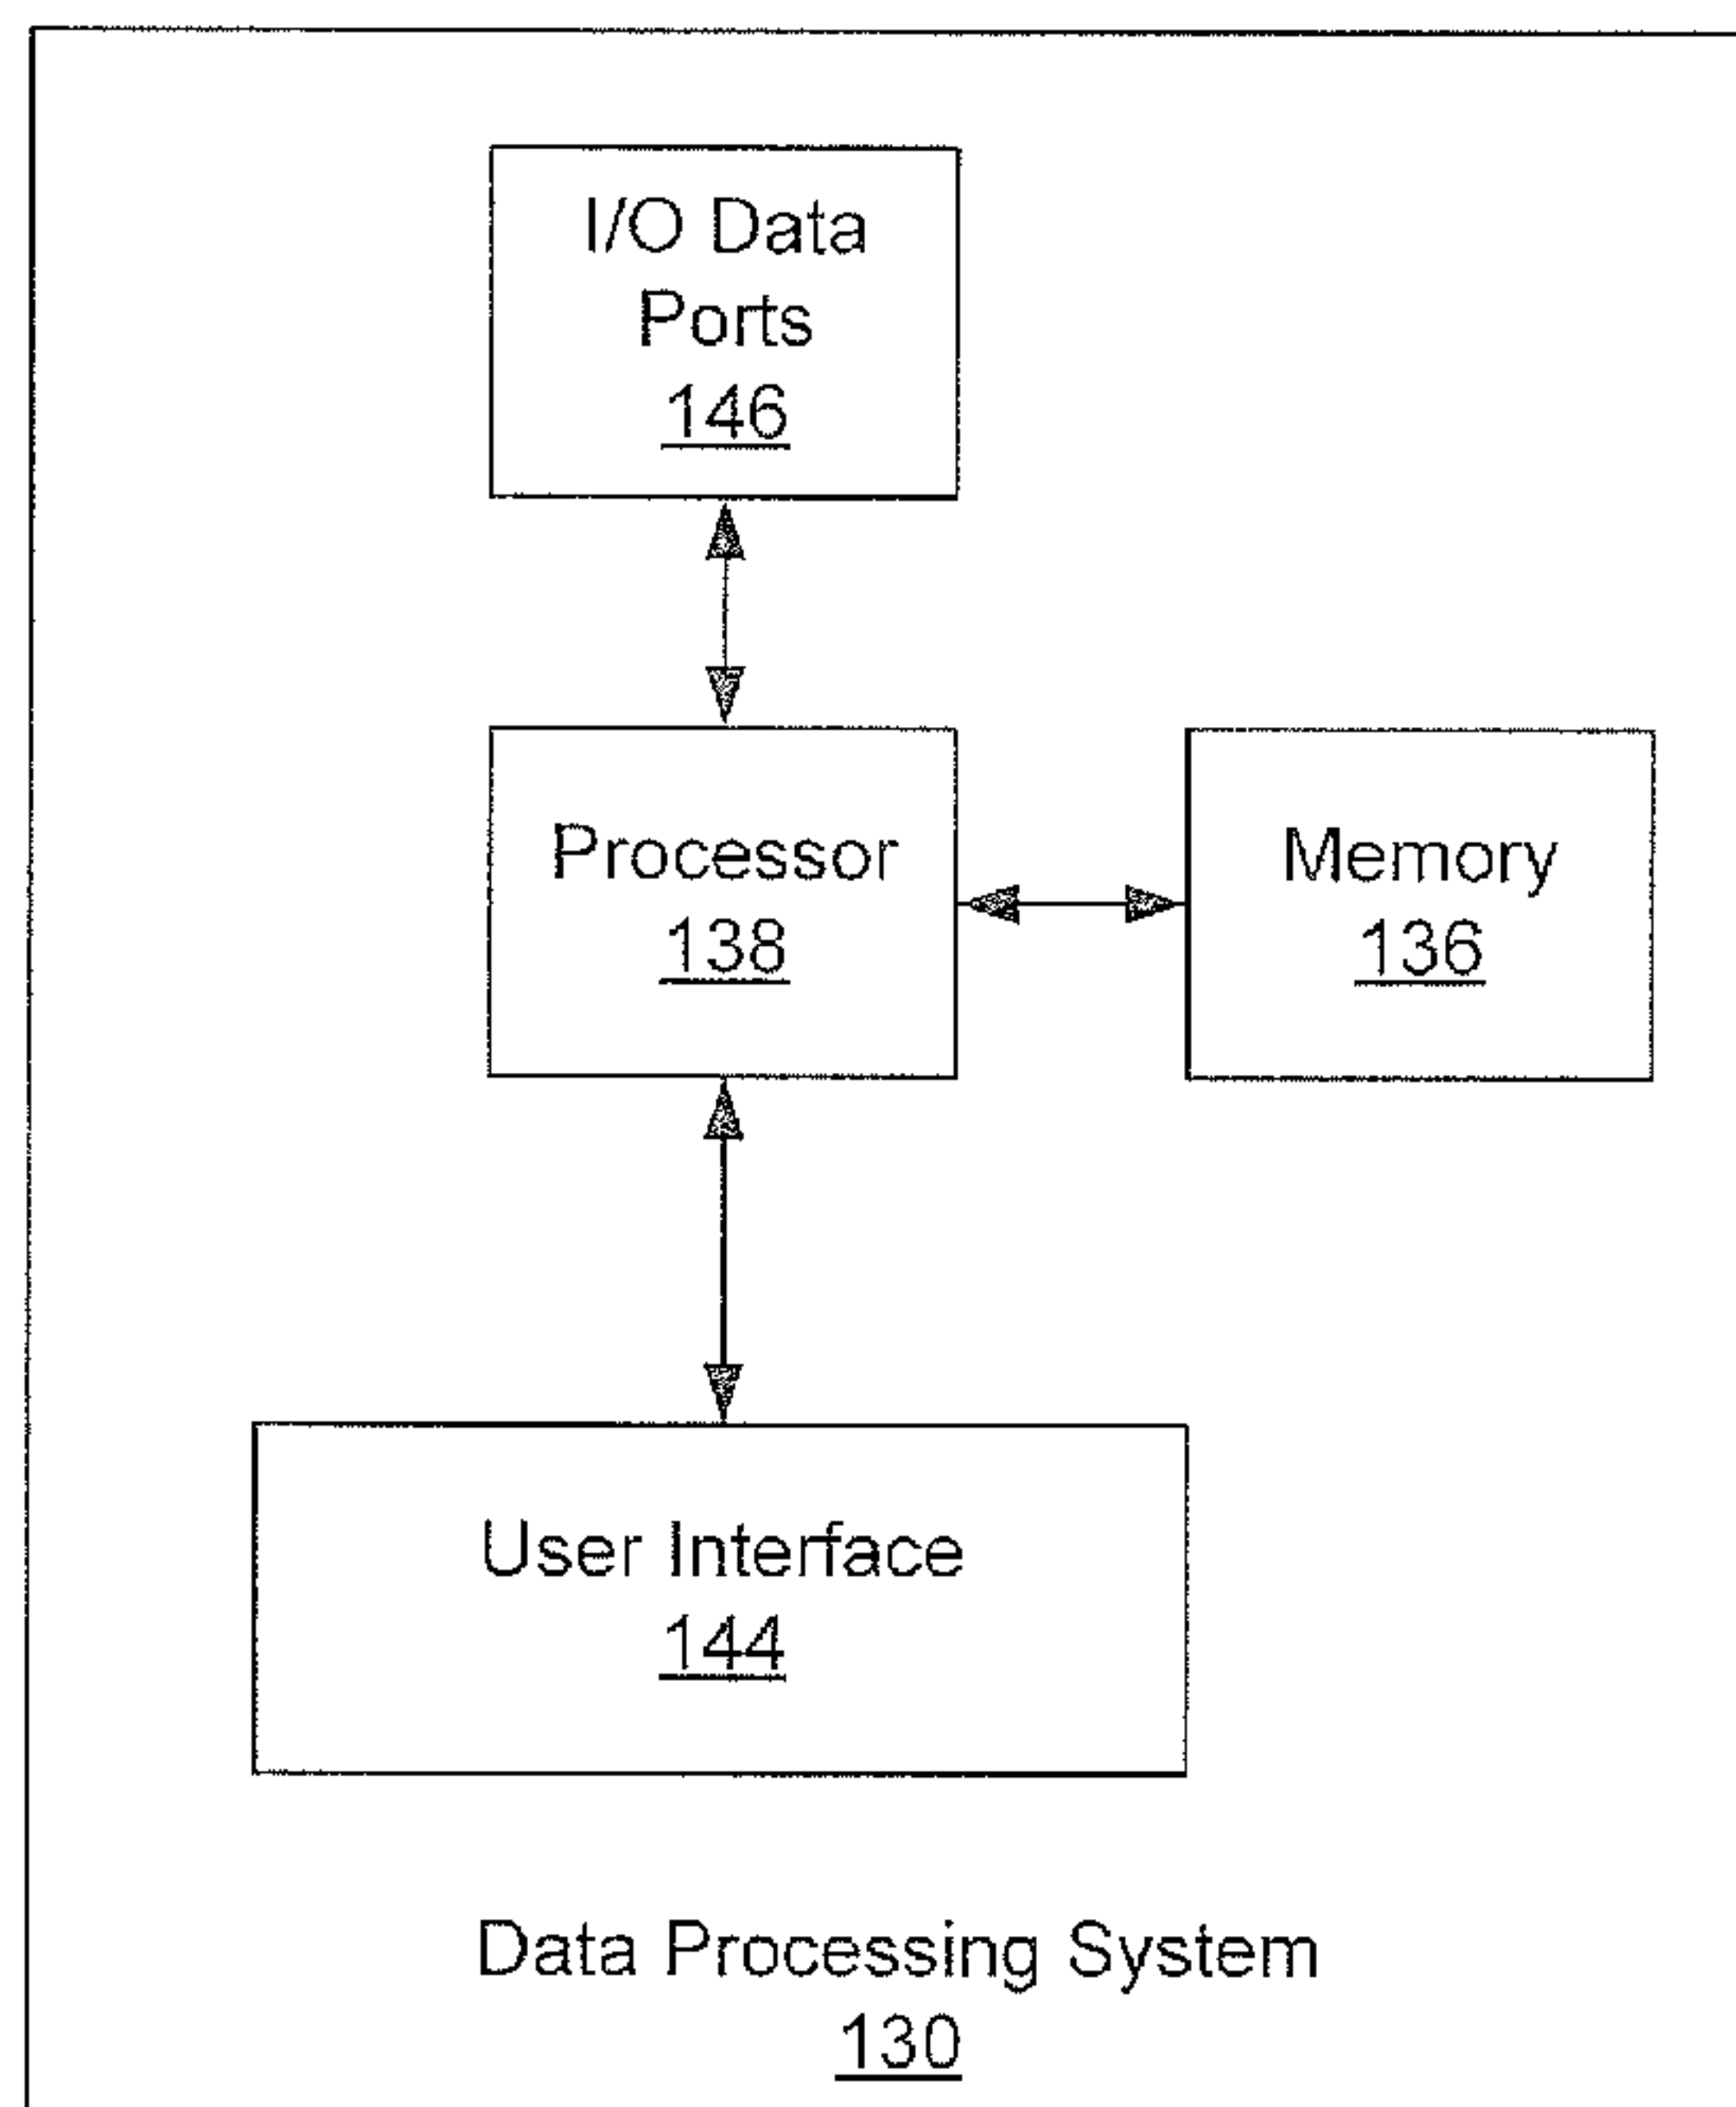 I/O Data
Ports
146
Processor
138
Memory
136
User Interface
144
Data Processing System
130